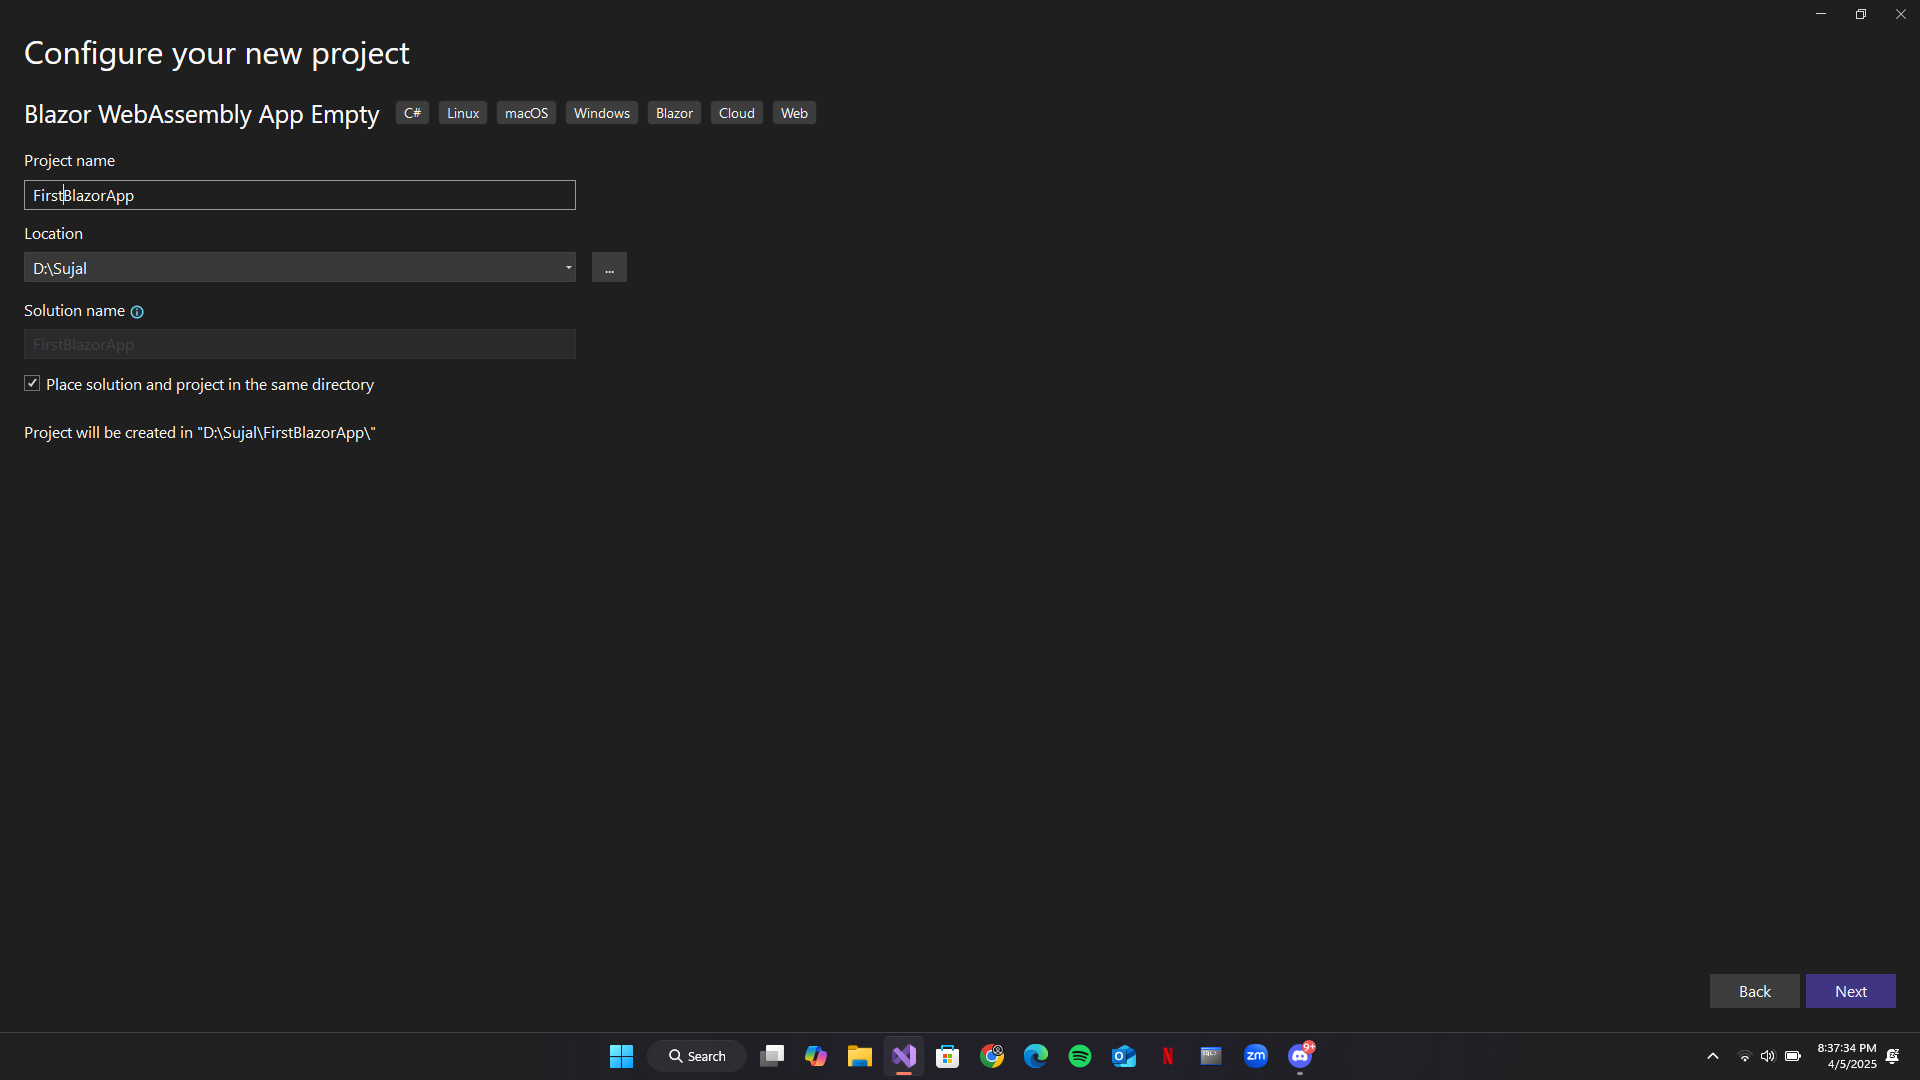 Configure your new project
Blazor WebAssembly App Empty C# Linux macOS Windows Blazor Cloud Web
Project name
FirstBlazorApp
Location
D:\Sujal
...
Solution name
FirstBlazorApp
Place solution and project in the same directory
Project will be created in "D:\Sujal\FirstBlazorApp\"
Back Next
Search
SQL>
zm
9+
8:37:34 PM
4/5/2025